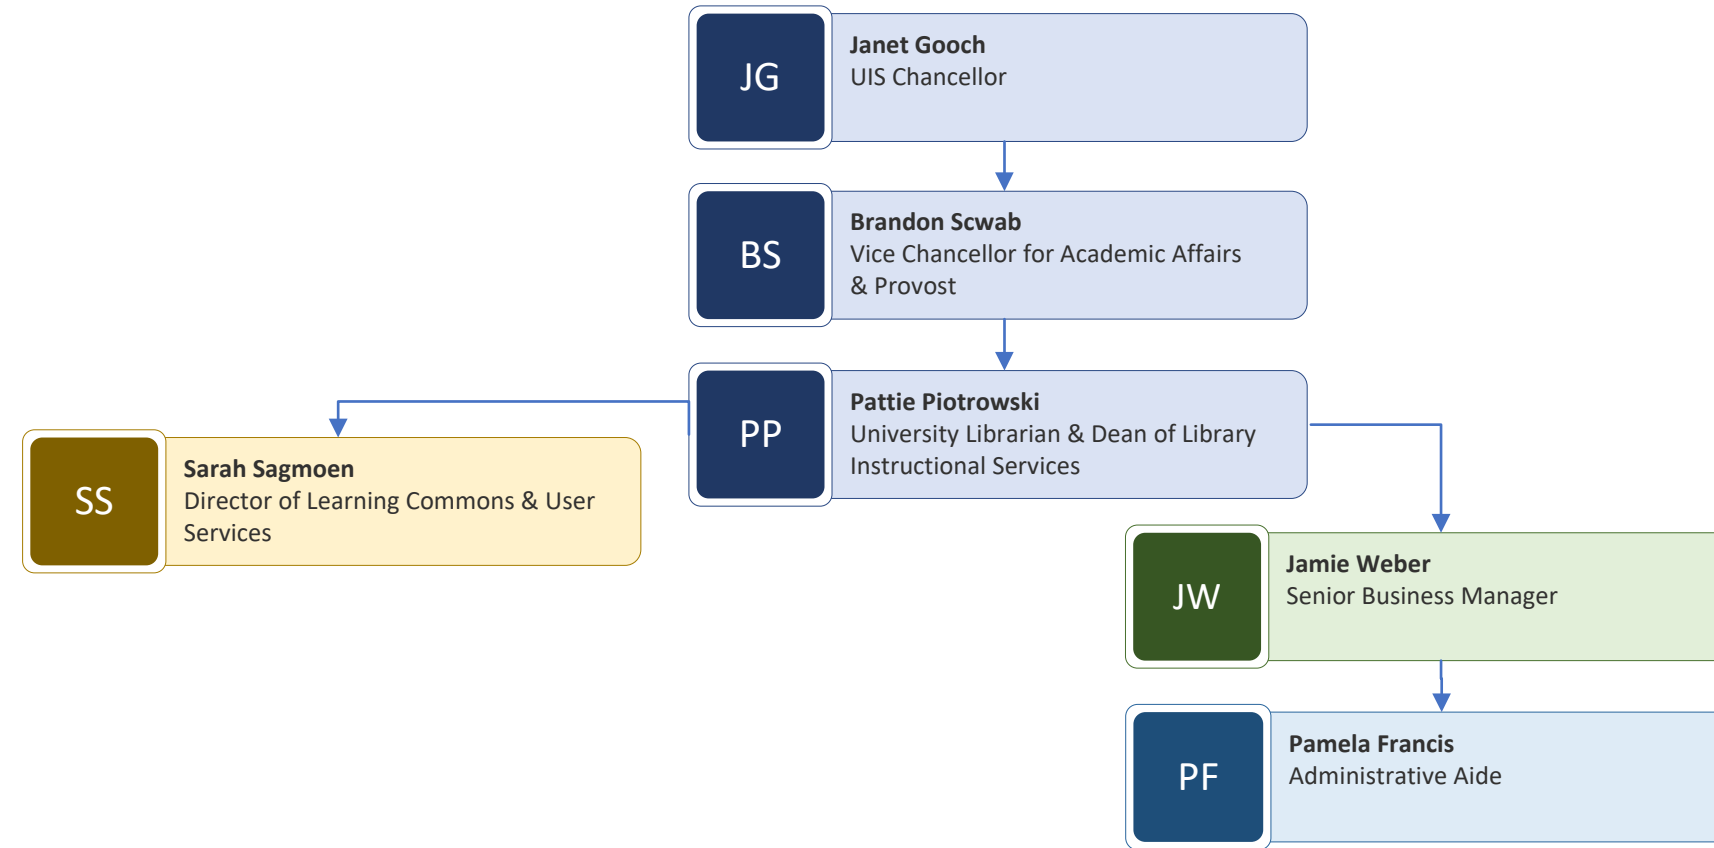 JG
Janet Gooch
UIS Chancellor
BS
Brandon Scwab
Vice Chancellor for Academic Affairs
& Provost
PP
Pattie Piotrowski
University Librarian & Dean of Library
Instructional Services
SS
Sarah Sagmoen
Director of Learning Commons & User
Services
JW
Jamie Weber
Senior Business Manager
PF
Pamela Francis
Administrative Aide